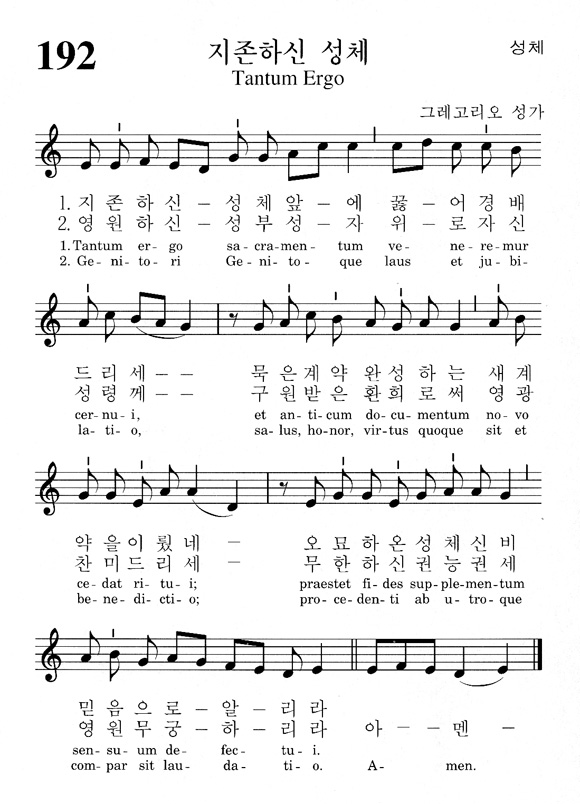 192
지존하신 성체
성체
Tantum Ergo
그레고리오 성가
1. 지 존 하 신 – 성 체 앞 – 에 꿇 – 어 경 배
2. 영 원 하 신 – 성 부 성 – 자 위 – 로 자 신
1. Tantum er- go sa- cra- men- tum ve- ne- remur
2. Ge- ni- to- ri Ge- ni- to- que laus et ju- bi-
드 리 세 – – 묵 은 계 약 완 성 하 는 새 계
성 령 께 – – 구 원 받 은 환 희 로 써 영 광
cer- nu- i, et an- ti- cum do- cu- mentum no- vo
la- ti- o, sa- lus, ho- nor, vir- tus quoque sit et
약 을 이 뤘 네 – 오 묘 하 온 성 체 신 비
찬 미 드 리 세 – 무 한 하 신 권 능 권 세
ce- dat ri- tu- i; praestet fi- des sup- plemen- tum
be- ne- di- cti- o; pro- ce- den- ti ab u- tro- que
믿 음 으 로 – 알 – 리 라
영 원 무 궁 – 하 – 리 라 아 – 멘 –
sen- su- um de- fec- tu- i.
com- par sit lau- da- ti- o. A- men.